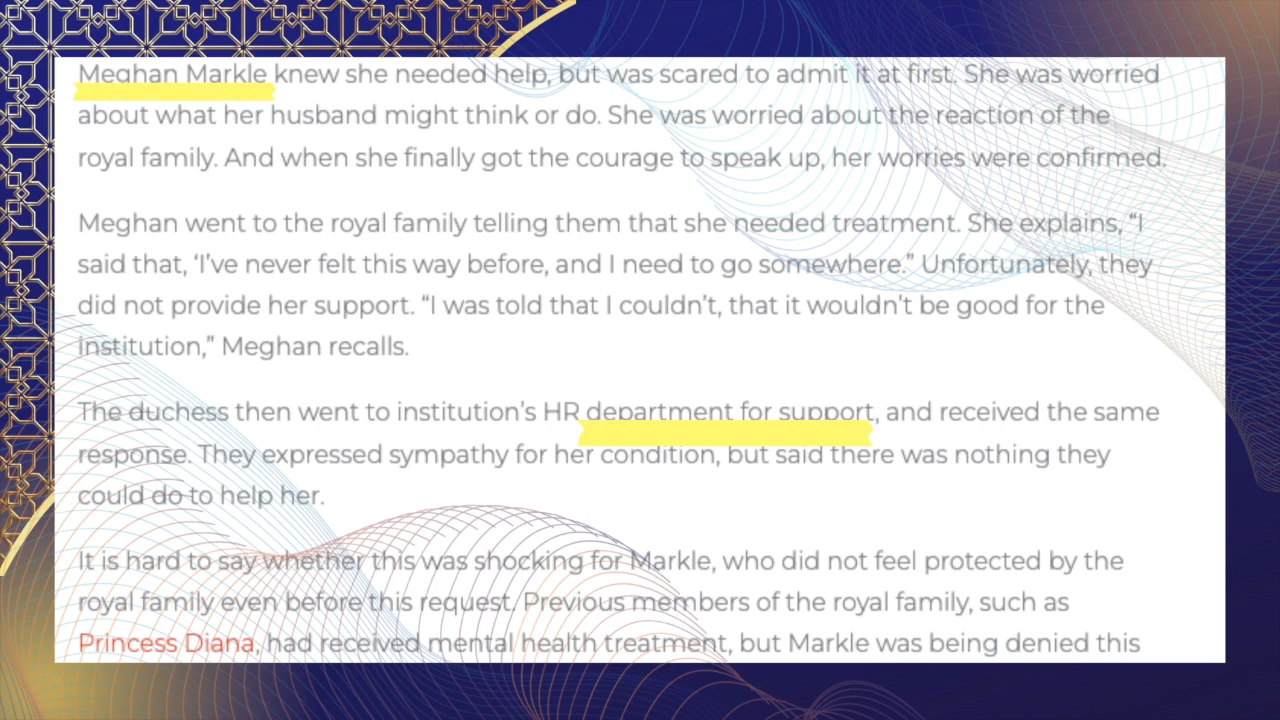 Meghan Markle knew she needed help, but was scared to admit it at first. She was worried
about what her husband might think or do. She was worried about the reaction of the
royal family. And when she finally got the courage to speak up, her worries were confirmed.
Meghan went to the royal family telling them that she needed treatment. She explains, “I
said that, ‘I’ve never felt this way before, and I need to go somewhere.” Unfortunately, they
did not provide her support. “I was told that I couldn’t, that it wouldn’t be good for the
institution,” Meghan recalls.
The duchess then went to institution’s HR department for support, and received the same
response. They expressed sympathy for her condition, but said there was nothing they
could do to help her.
It is hard to say whether this was shocking for Markle, who did not feel protected by the
royal family even before this request. Previous members of the royal family, such as
Princess Diana, had received mental health treatment, but Markle was being denied this